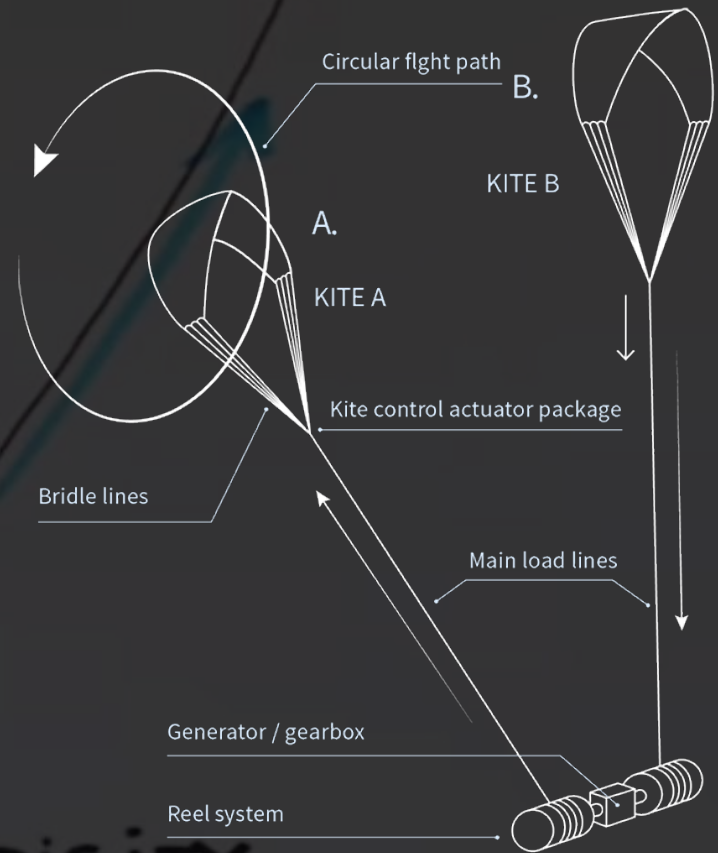 Circular flght path
B.
KITE B
A.
KITE A
Kite control actuator package
Bridle lines
Main load lines
Generator / gearbox
Reel system